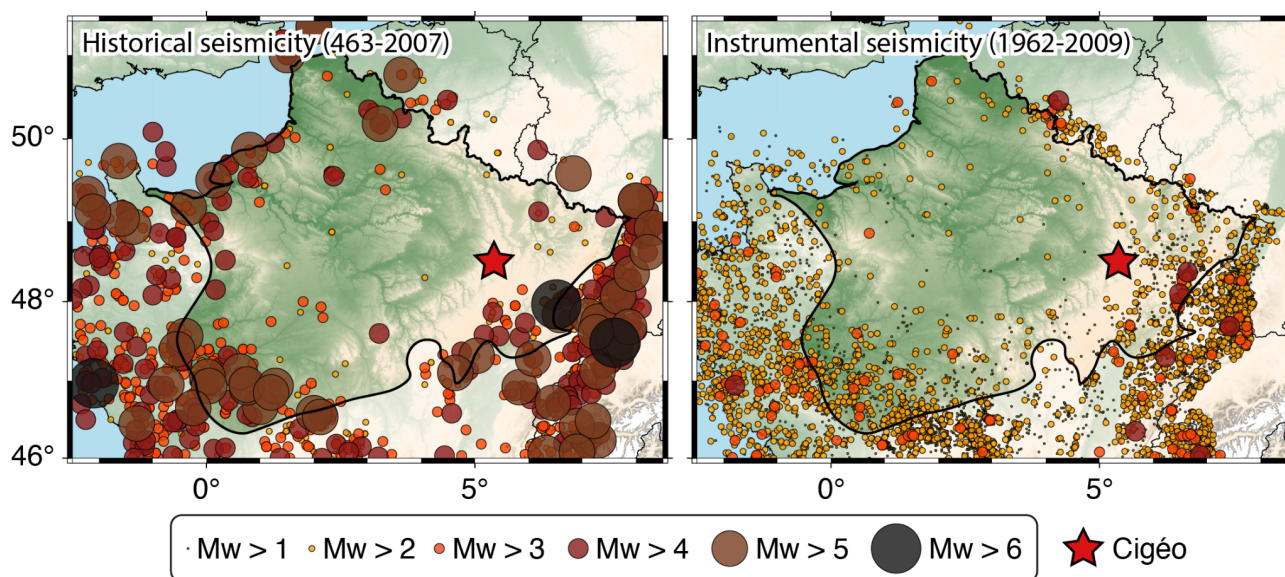 Historical seismicity (463-2007)
Instrumental seismicity (1962-2009)
50°
48°
46°
0°
5°
0°
5°
Mw > 1
Mw > 2
Mw > 3
Mw > 4
Mw > 5
Mw > 6
Cigéo